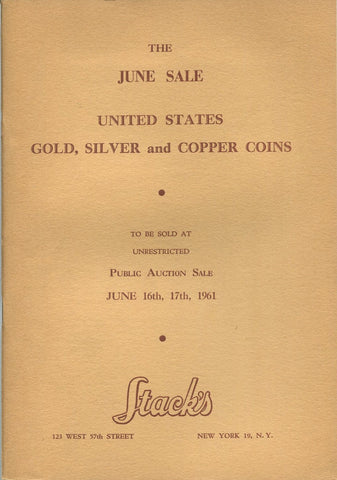 THE
JUNE SALE
UNITED STATES
GOLD, SILVER and COPPER COINS
TO BE SOLD AT
UNRESTRICTED
PUBLIC AUCTION SALE
JUNE 16th, 17th, 1961
Stack's
123 WEST 57th STREET NEW YORK 19, N. Y.